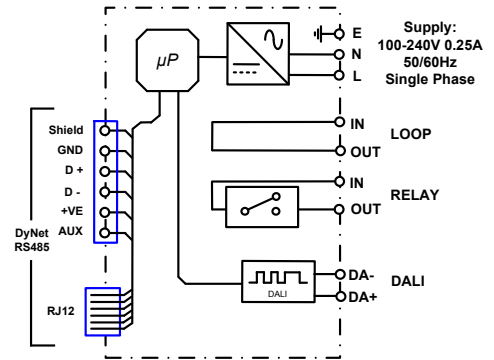 E
N
L
Supply:
100-240V 0.25A
50/60Hz
Single Phase
µP
Shield
GND
D +
D -
+VE
AUX
DyNet
RS485
RJ12
IN
OUT
LOOP
IN
OUT
RELAY
DALI
DA-
DA+
DALI